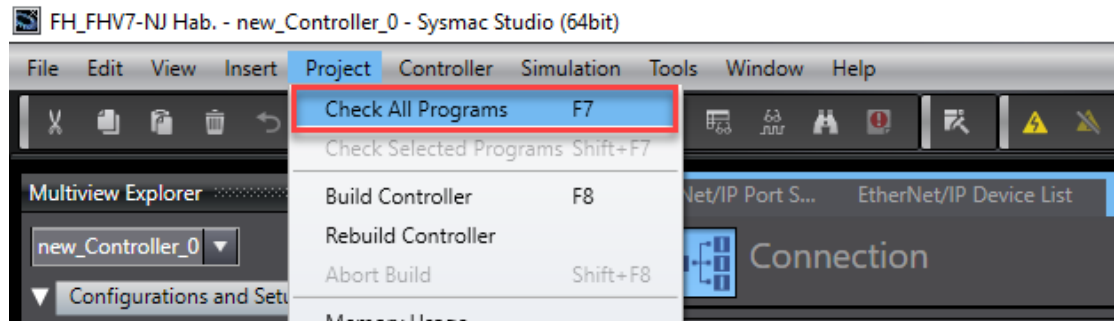 FH_FHV7-NJ Hab. - new_Controller_0 - Sysmac Studio (64bit)
File Edit View Insert Project Controller Simulation Tools Window Help
Check All Programs F7
Check Selected Programs Shift+F7
Multiview Explorer
Build Controller F8
Net/IP Port S... EtherNet/IP Device List
new_Controller_0
Rebuild Controller
Connection
Abort Build Shift+F8
Configurations and Setu
Memory Usage